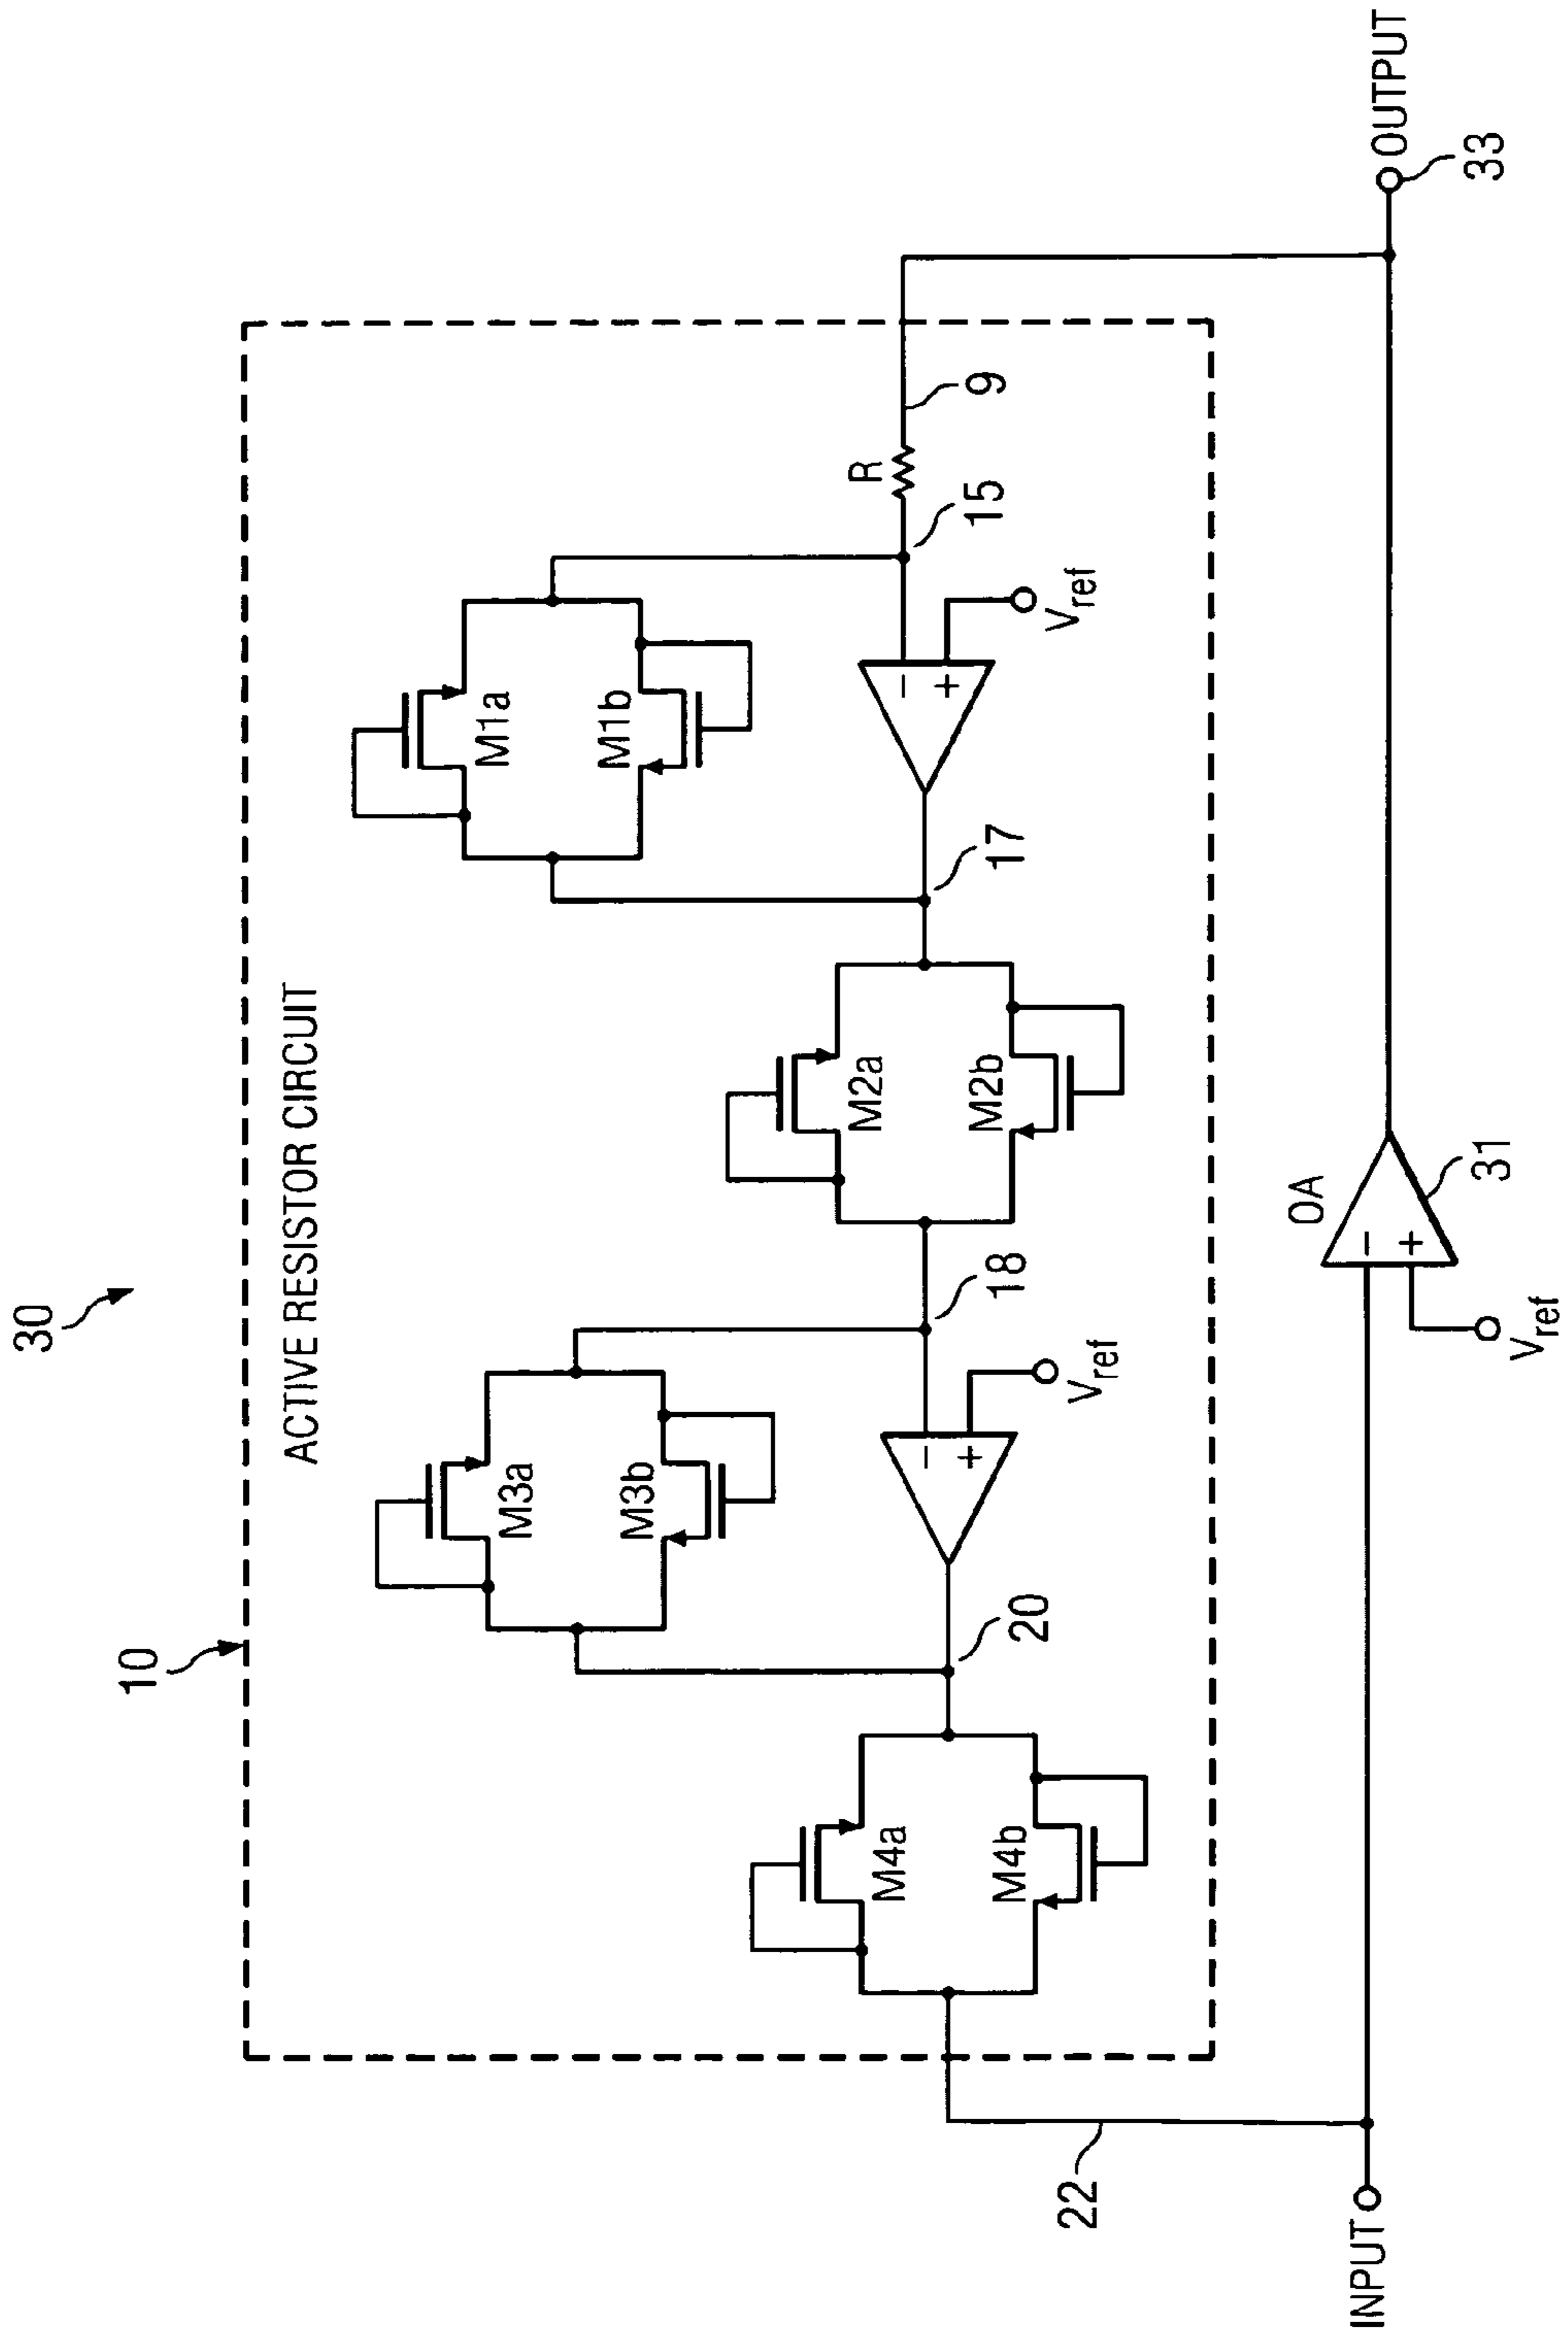 30
10
ACTIVE RESISTOR CIRCUIT
M3a
M3b
M1a
M1b
M4a
M4b
M2a
M2b
R
9
15
17
18
20
22
−
+
Vref
−
+
Vref
INPUT
OA
−
+
31
Vref
OUTPUT
33